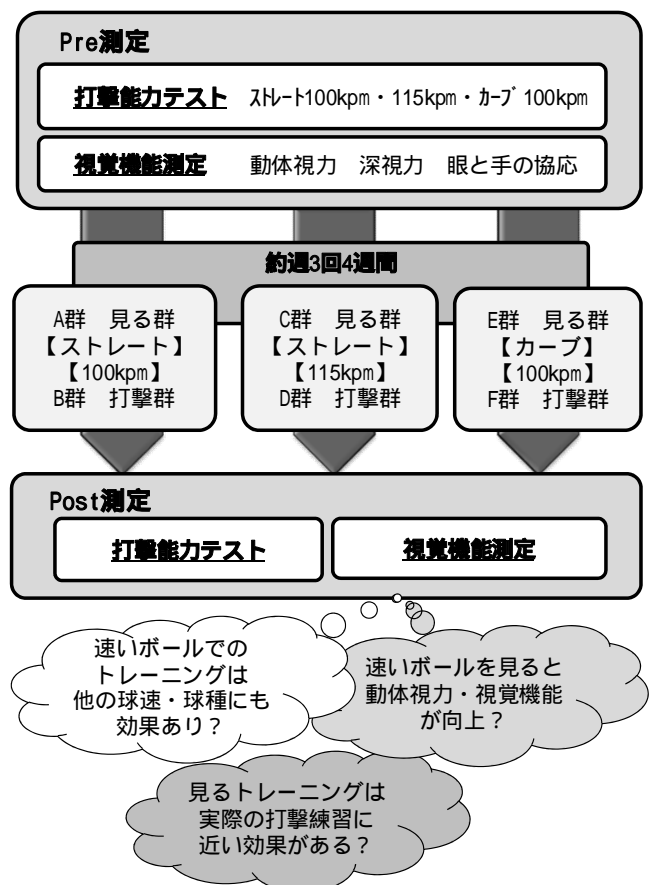 Pre測定
打撃能力テスト ｽﾄﾚｰﾄ100kpm・115kpm・ｶｰﾌﾞ100kpm
視覚機能測定 動体視力 深視力 眼と手の協応
約週3回4週間
A群 見る群
【ストレート】
【100kpm】
B群 打撃群
C群 見る群
【ストレート】
【115kpm】
D群 打撃群
E群 見る群
【カーブ】
【100kpm】
F群 打撃群
Post測定
打撃能力テスト
視覚機能測定
速いボールでの
トレーニングは
他の球速・球種にも
効果あり？
速いボールを見ると
動体視力・視覚機能
が向上？
見るトレーニングは
実際の打撃練習に
近い効果がある？